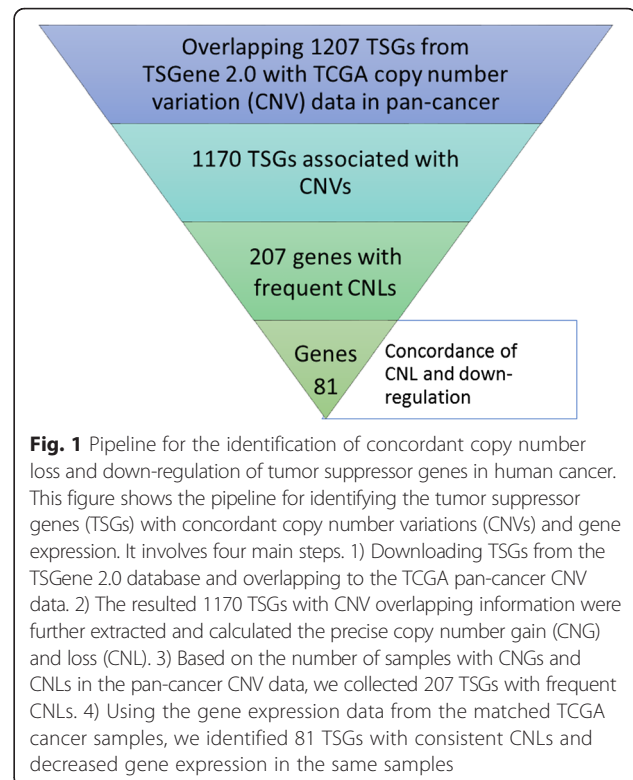 Overlapping 1207 TSGs from
TSGene 2.0 with TCGA copy number
variation (CNV) data in pan-cancer
1170 TSGs associated with
CNVs
207 genes with
frequent CNLs
Genes
81
Concordance of
CNL and down-
regulation
Fig. 1 Pipeline for the identification of concordant copy number
loss and down-regulation of tumor suppressor genes in human cancer.
This figure shows the pipeline for identifying the tumor suppressor
genes (TSGs) with concordant copy number variations (CNVs) and gene
expression. It involves four main steps. 1) Downloading TSGs from the
TSGene 2.0 database and overlapping to the TCGA pan-cancer CNV
data. 2) The resulted 1170 TSGs with CNV overlapping information were
further extracted and calculated the precise copy number gain (CNG)
and loss (CNL). 3) Based on the number of samples with CNGs and
CNLs in the pan-cancer CNV data, we collected 207 TSGs with frequent
CNLs. 4) Using the gene expression data from the matched TCGA
cancer samples, we identified 81 TSGs with consistent CNLs and
decreased gene expression in the same samples